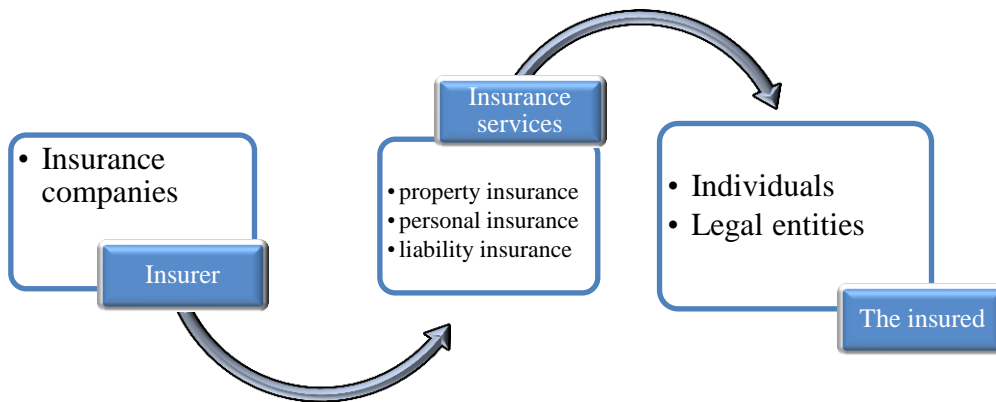 • Insurance
companies
Insurer
Insurance
services
• property insurance
• personal insurance
• liability insurance
• Individuals
• Legal entities
The insured